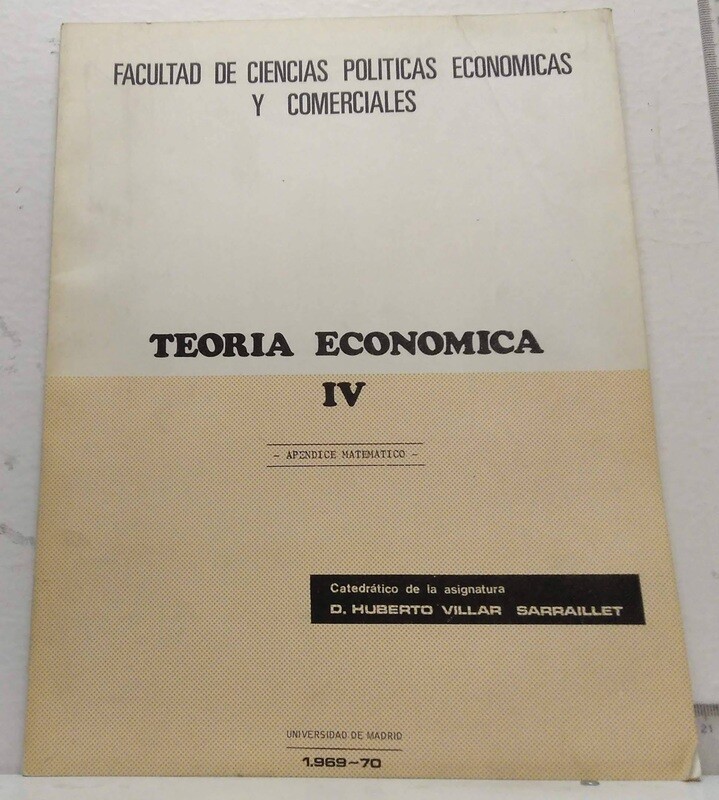 FACULTAD DE CIENCIAS POLITICAS ECONOMICAS
Y COMERCIALES
TEORIA ECONOMICA
IV
- APENDICE MATEMATICO -
Catedrático de la asignatura
D. HUBERTO VILLAR SARRAILLET
UNIVERSIDAD DE MADRID
1.969-70
21